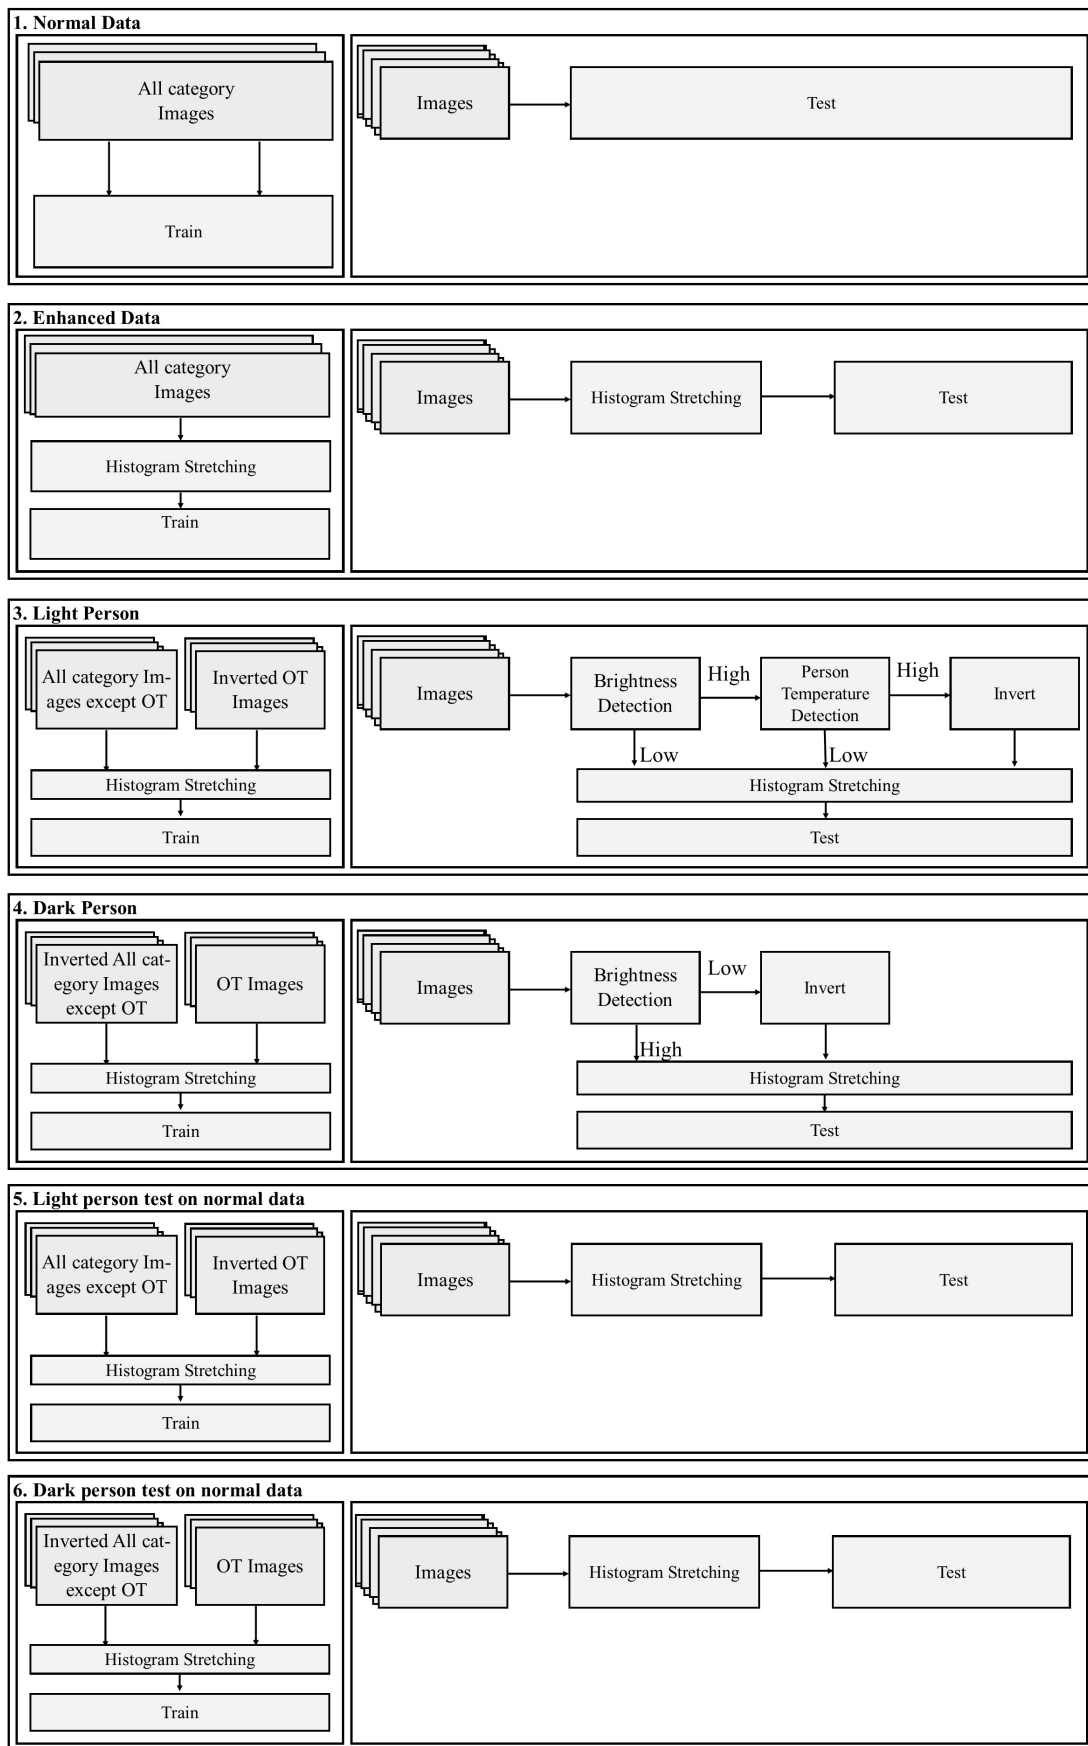 1. Normal Data
All category
Images
Train
Images
Test
2. Enhanced Data
All category
Images
Histogram Stretching
Train
Images
Histogram Stretching
Test
3. Light Person
All category Im-
ages except OT
Inverted OT
Images
Histogram Stretching
Train
Images
Brightness
Detection
High
Person
Temperature
Detection
High
Invert
Low
Low
Histogram Stretching
Test
4. Dark Person
Inverted All cat-
egory Images
except OT
OT Images
Histogram Stretching
Train
Images
Brightness
Detection
Low
Invert
High
Histogram Stretching
Test
5. Light person test on normal data
All category Im-
ages except OT
Inverted OT
Images
Histogram Stretching
Train
Images
Histogram Stretching
Test
6. Dark person test on normal data
Inverted All cat-
egory Images
except OT
OT Images
Histogram Stretching
Train
Images
Histogram Stretching
Test